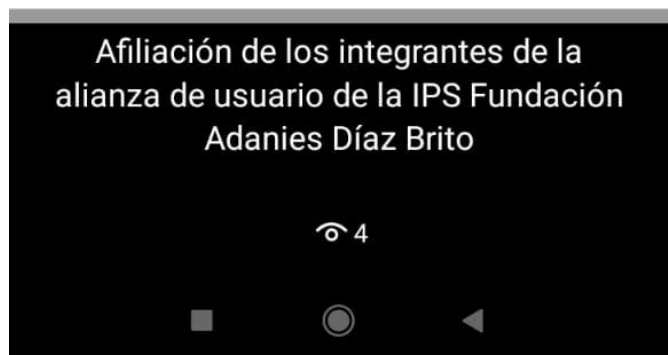 Afiliación de los integrantes de la
alianza de usuario de la IPS Fundación
Adanies Díaz Brito
4